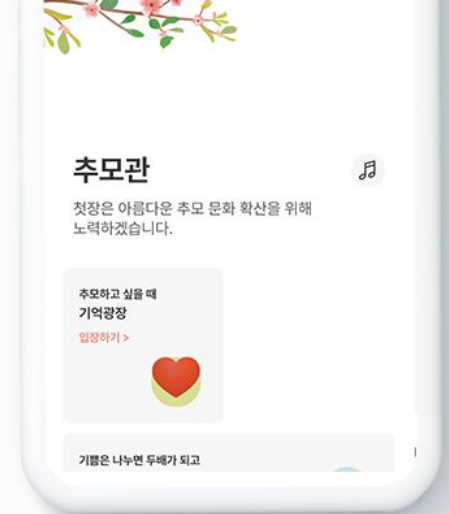 추모관
첫장은 아름다운 추모 문화 확산을 위해
노력하겠습니다.
추모하고 싶을 때
기억광장
입장하기 >
기쁨은 나누면 두배가 되고